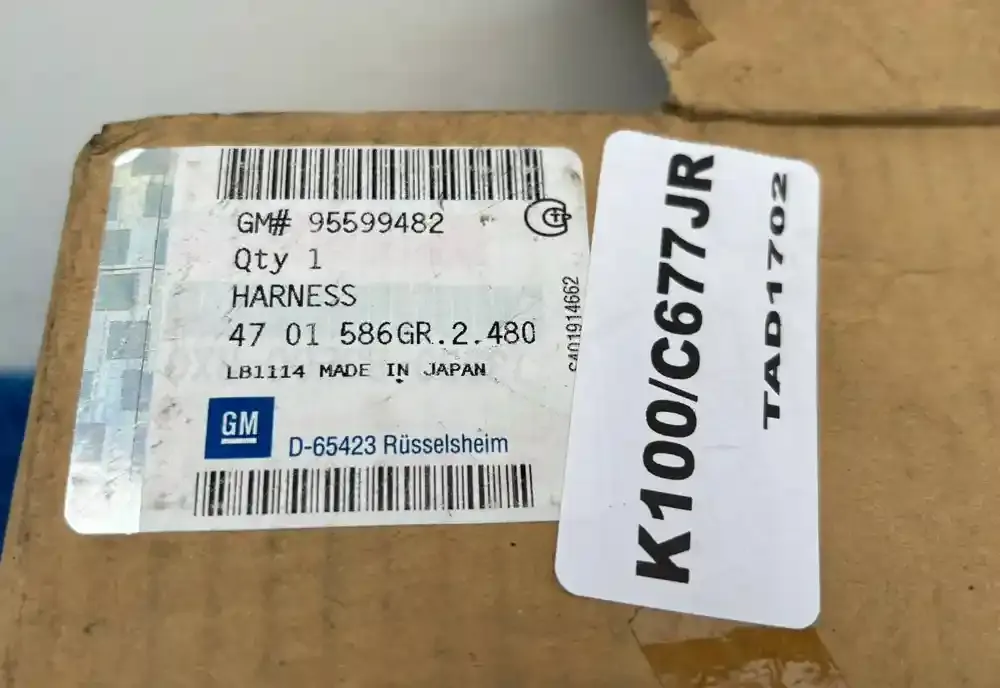 GM# 95599482
Qty 1
HARNESS
47 01 586GR.2.480
LB1114 MADE IN JAPAN
GM
D-65423 Rüsselsheim
S401914662
K100/C677JR
TAD1702